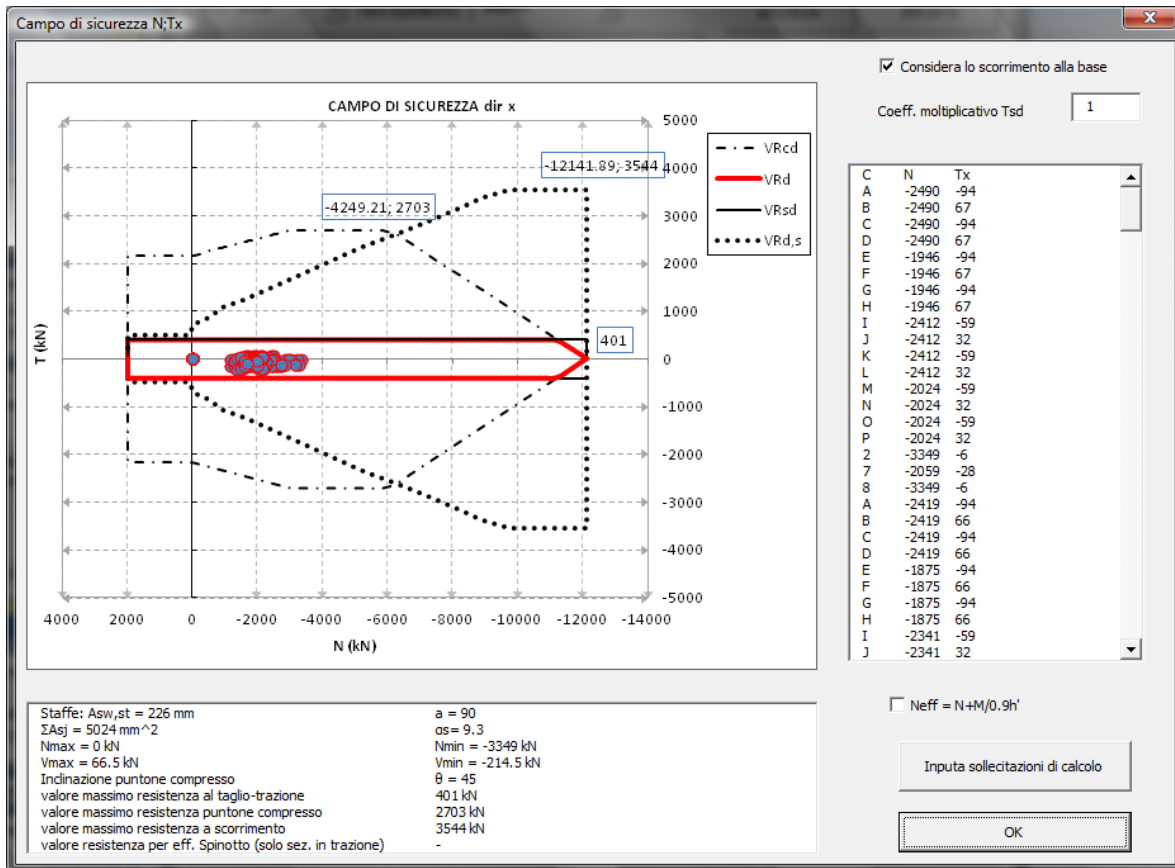 Campo di sicurezza N;Tx
Considera lo scorrimento alla base
Coeff. moltiplicativo Tsd 1
CAMPO DI SICUREZZA dir x
-12141.89; 3544
-4249.21; 2703
401
VRcd
VRd
VRsd
VRd,s
5000
4000
3000
2000
1000
0
-1000
-2000
-3000
-4000
-5000
T (kN)
4000 2000 0 -2000 -4000 -6000 -8000 -10000 -12000 -14000
N (kN)
C N Tx
A -2490 -94
B -2490 67
C -2490 -94
D -2490 67
E -1946 -94
F -1946 67
G -1946 -94
H -1946 67
I -2412 -59
J -2412 32
K -2412 -59
L -2412 32
M -2024 -59
N -2024 32
O -2024 -59
P -2024 32
2 -3349 -6
7 -2059 -28
8 -3349 -6
A -2419 -94
B -2419 66
C -2419 -94
D -2419 66
E -1875 -94
F -1875 66
G -1875 -94
H -1875 66
I -2341 -59
J -2341 32
Staffe: Asw,st = 226 mm a = 90
ΣAsj = 5024 mm^2 αs= 9.3
Nmax = 0 kN Nmin = -3349 kN
Vmax = 66.5 kN Vmin = -214.5 kN
Inclinazione puntone compresso θ = 45
valore massimo resistenza al taglio-trazione 401 kN
valore massimo resistenza puntone compresso 2703 kN
valore massimo resistenza a scorrimento 3544 kN
valore resistenza per eff. Spinotto (solo sez. in trazione) -
Neff = N+M/0.9h'
Inputa sollecitazioni di calcolo
OK